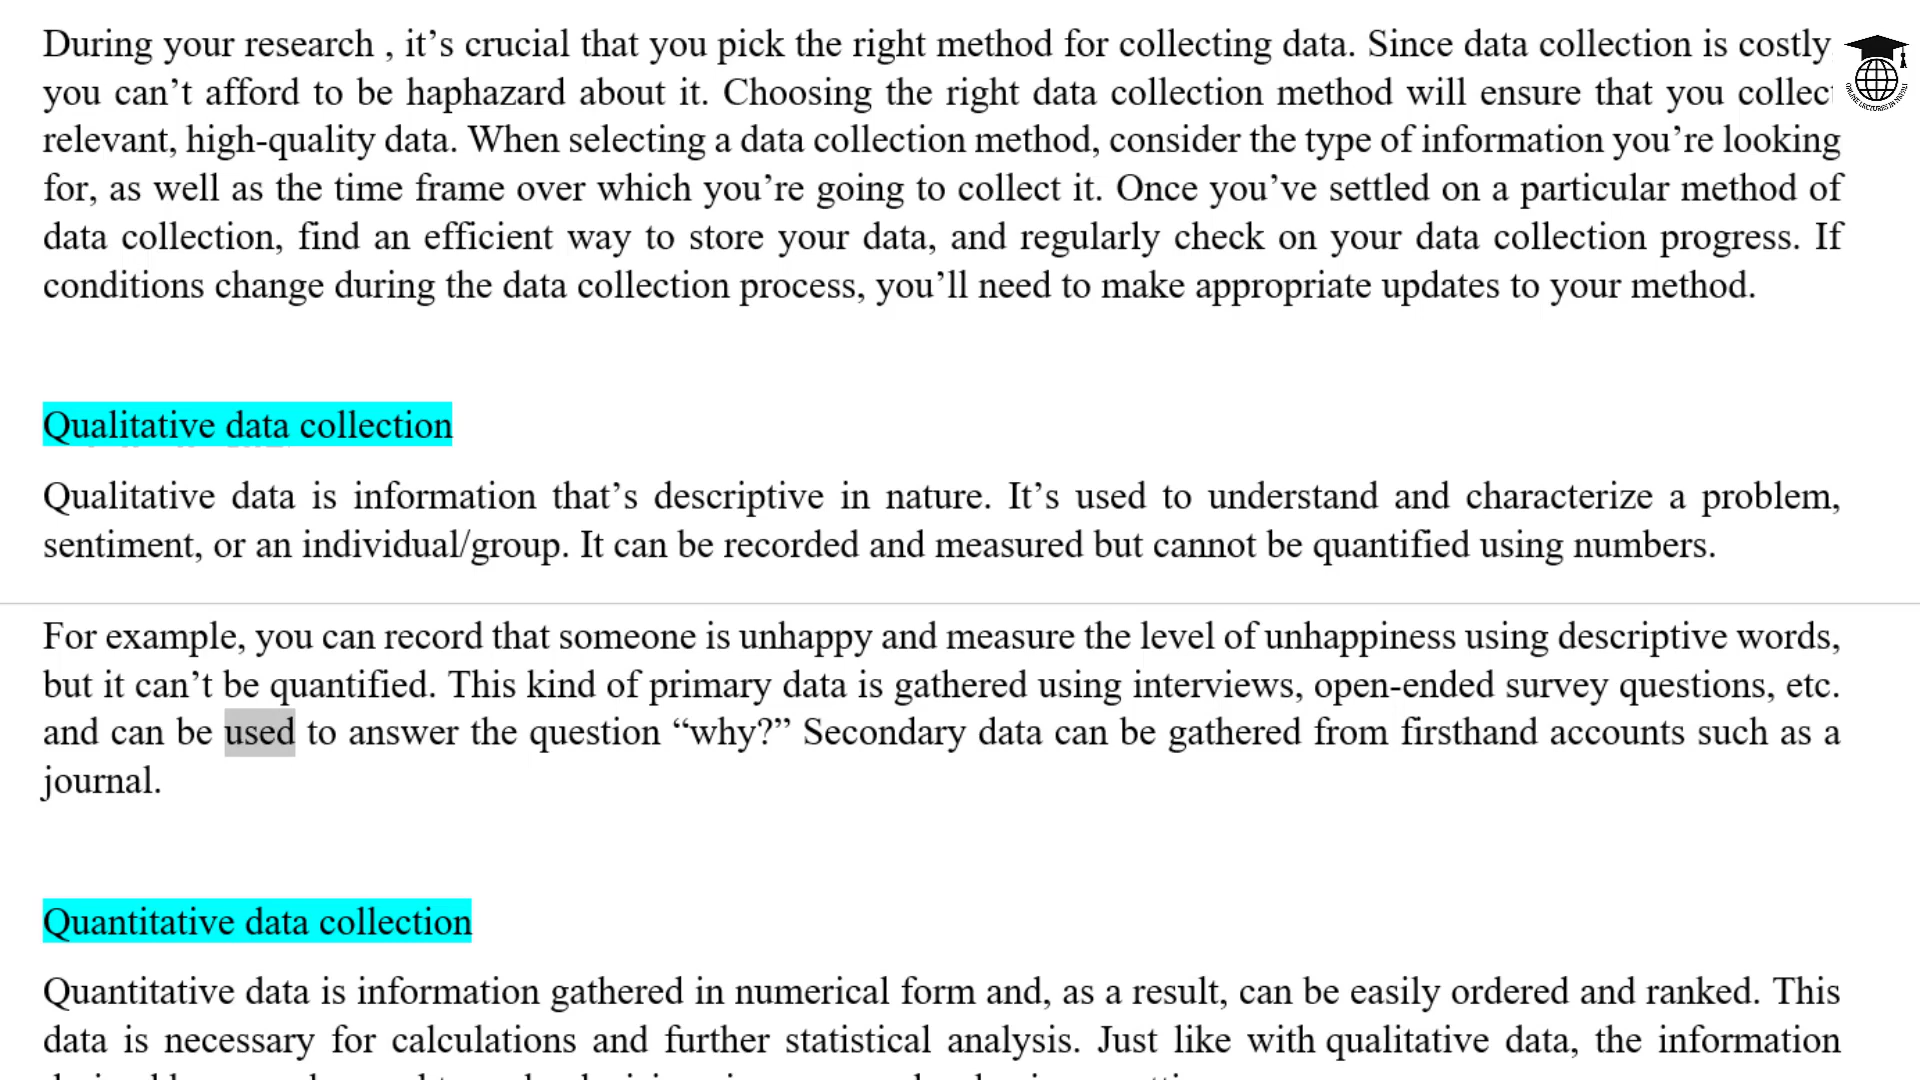 During your research , it’s crucial that you pick the right method for collecting data. Since data collection is costly
you can’t afford to be haphazard about it. Choosing the right data collection method will ensure that you collect
relevant, high-quality data. When selecting a data collection method, consider the type of information you’re looking
for, as well as the time frame over which you’re going to collect it. Once you’ve settled on a particular method of
data collection, find an efficient way to store your data, and regularly check on your data collection progress. If
conditions change during the data collection process, you’ll need to make appropriate updates to your method.
Qualitative data collection
Qualitative data is information that’s descriptive in nature. It’s used to understand and characterize a problem,
sentiment, or an individual/group. It can be recorded and measured but cannot be quantified using numbers.
For example, you can record that someone is unhappy and measure the level of unhappiness using descriptive words,
but it can’t be quantified. This kind of primary data is gathered using interviews, open-ended survey questions, etc.
and can be used to answer the question “why?” Secondary data can be gathered from firsthand accounts such as a
journal.
Quantitative data collection
Quantitative data is information gathered in numerical form and, as a result, can be easily ordered and ranked. This
data is necessary for calculations and further statistical analysis. Just like with qualitative data, the information